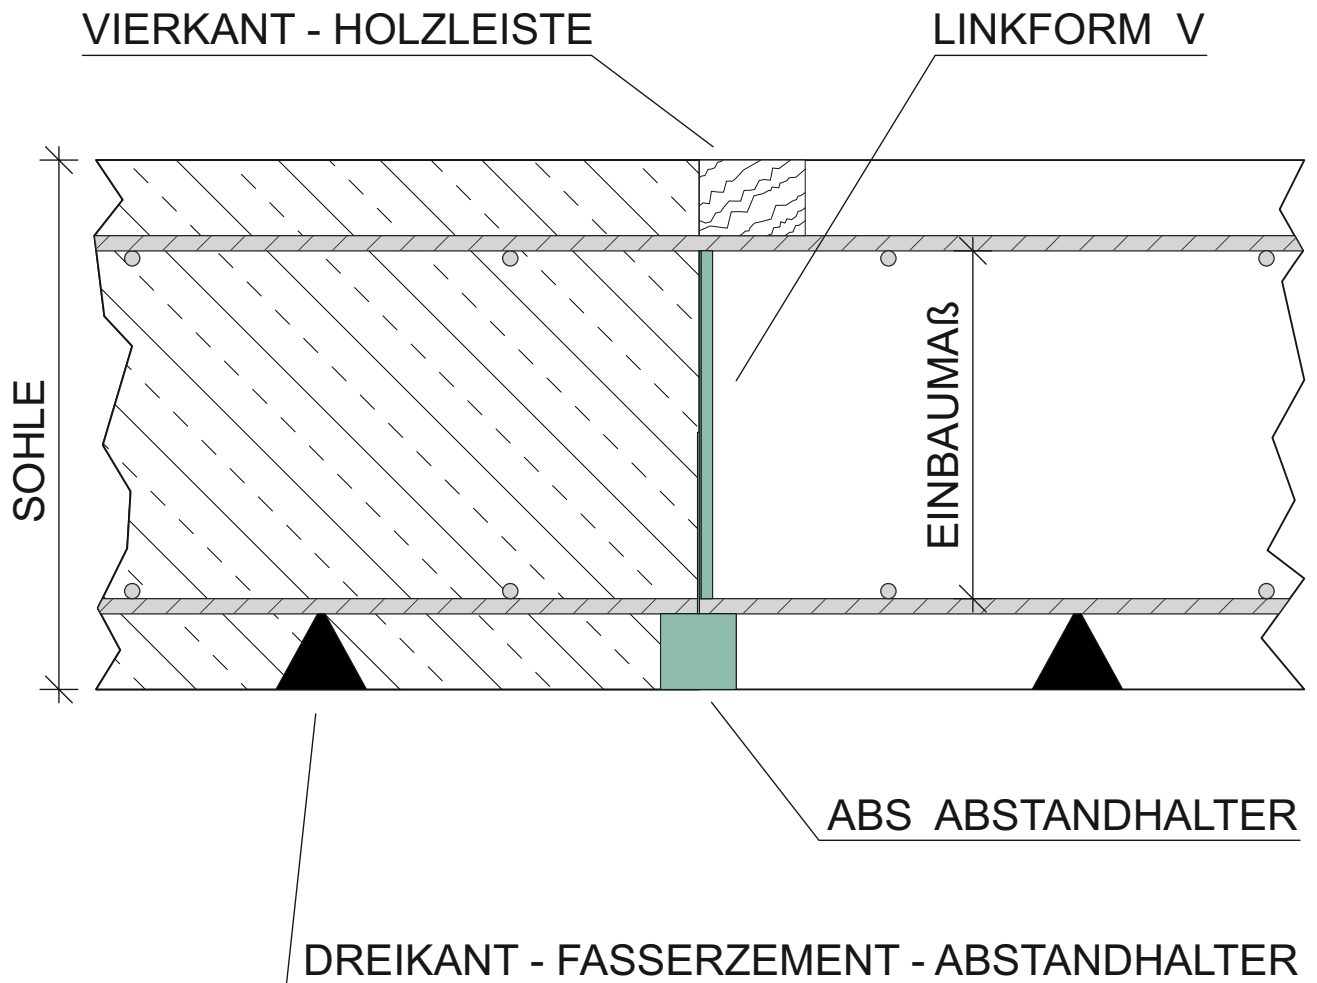 VIERKANT - HOLZLEISTE
LINKFORM V
SOHLE
EINBAUMAß
ABS ABSTANDHALTER
DREIKANT - FASSERZEMENT - ABSTANDHALTER